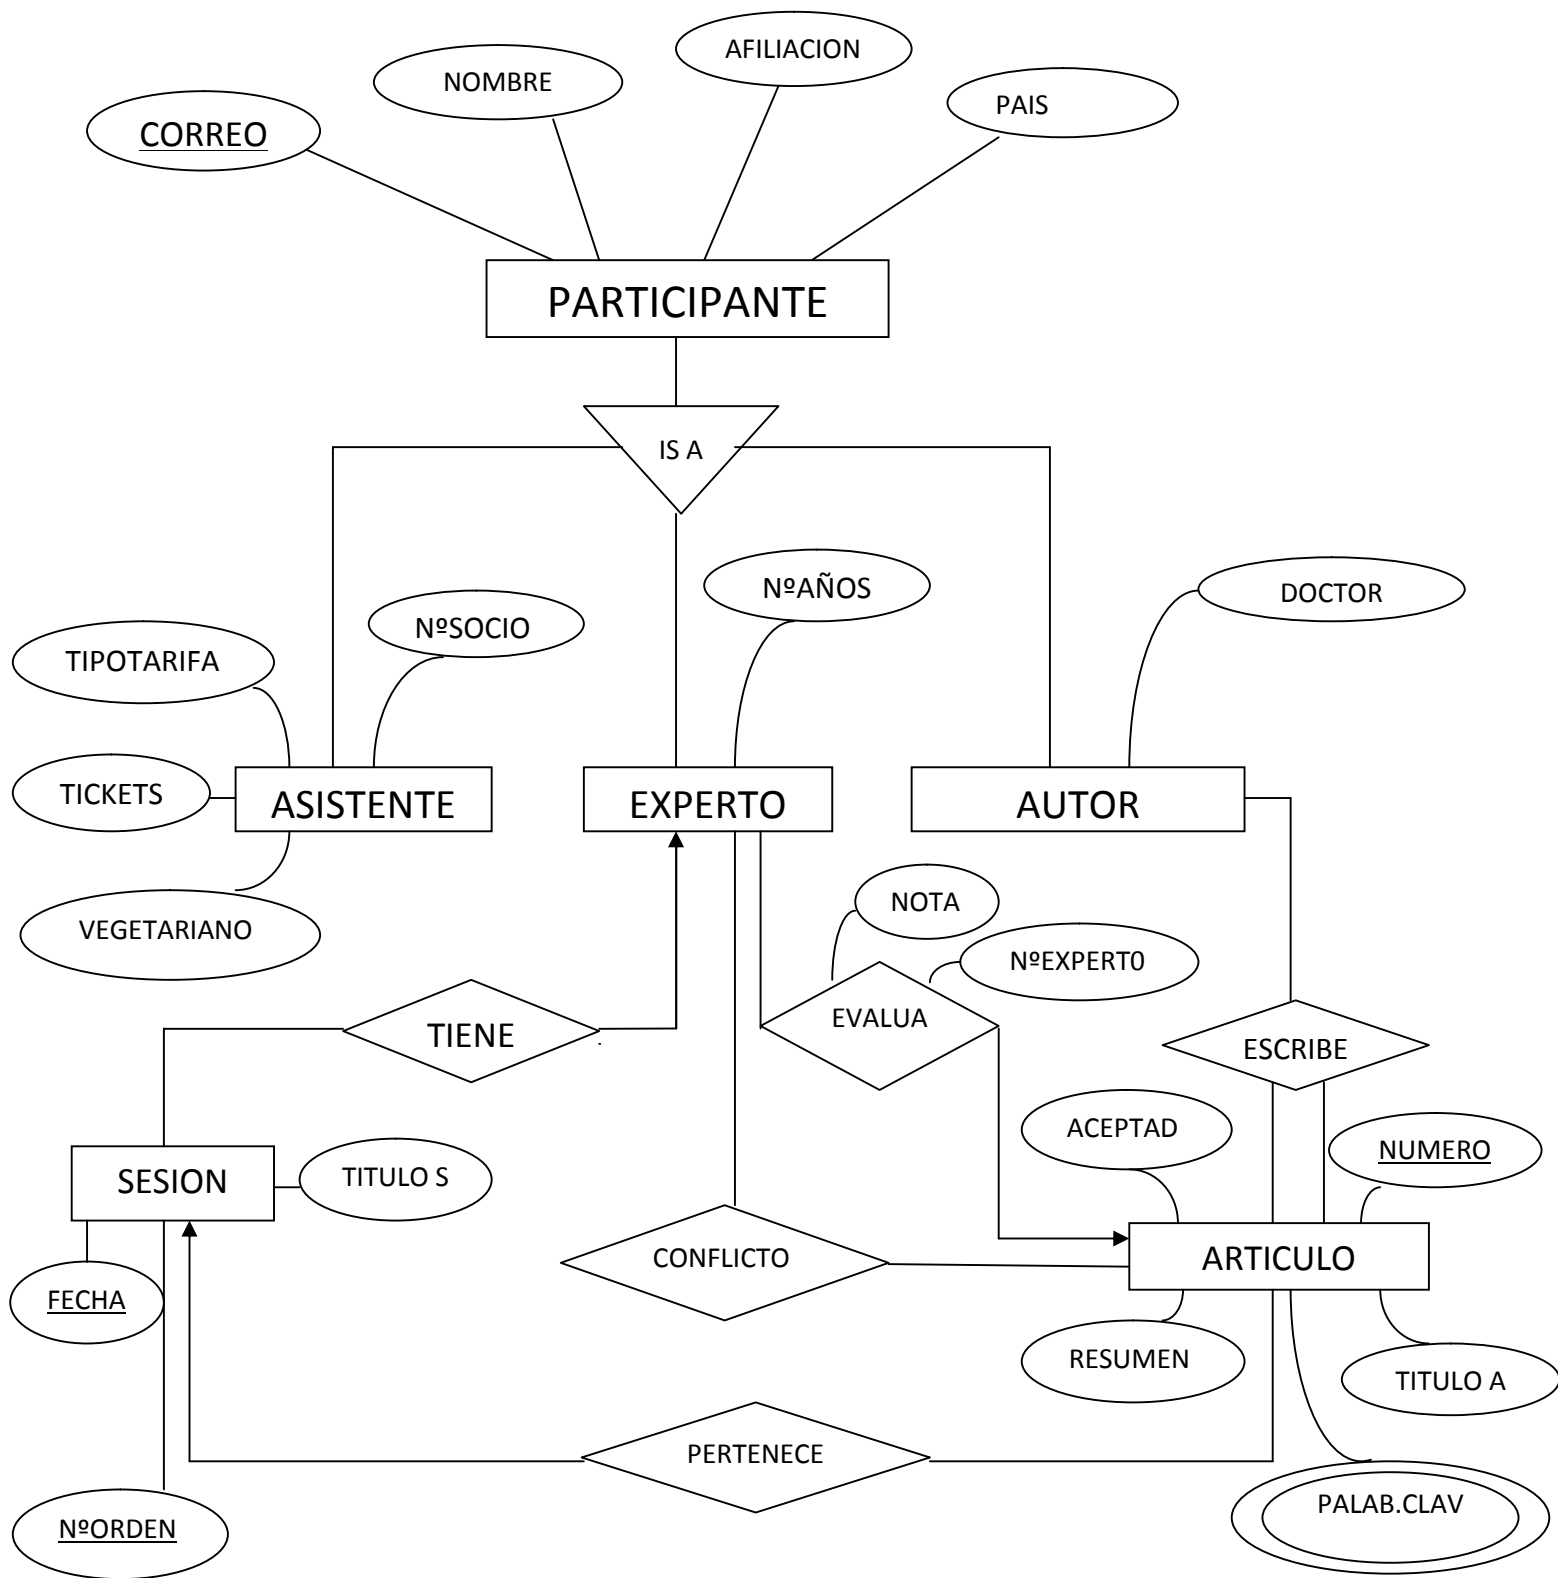 AFILIACION
NOMBRE
PAIS
CORREO
PARTICIPANTE
IS A
NºAÑOS
DOCTOR
NºSOCIO
TIPOTARIFA
TICKETS
ASISTENTE
EXPERTO
AUTOR
NOTA
VEGETARIANO
NºEXPERT0
EVALUA
TIENE
ESCRIBE
ACEPTAD
NUMERO
SESION
TITULO S
CONFLICTO
ARTICULO
FECHA
RESUMEN
TITULO A
PERTENECE
PALAB.CLAV
NºORDEN